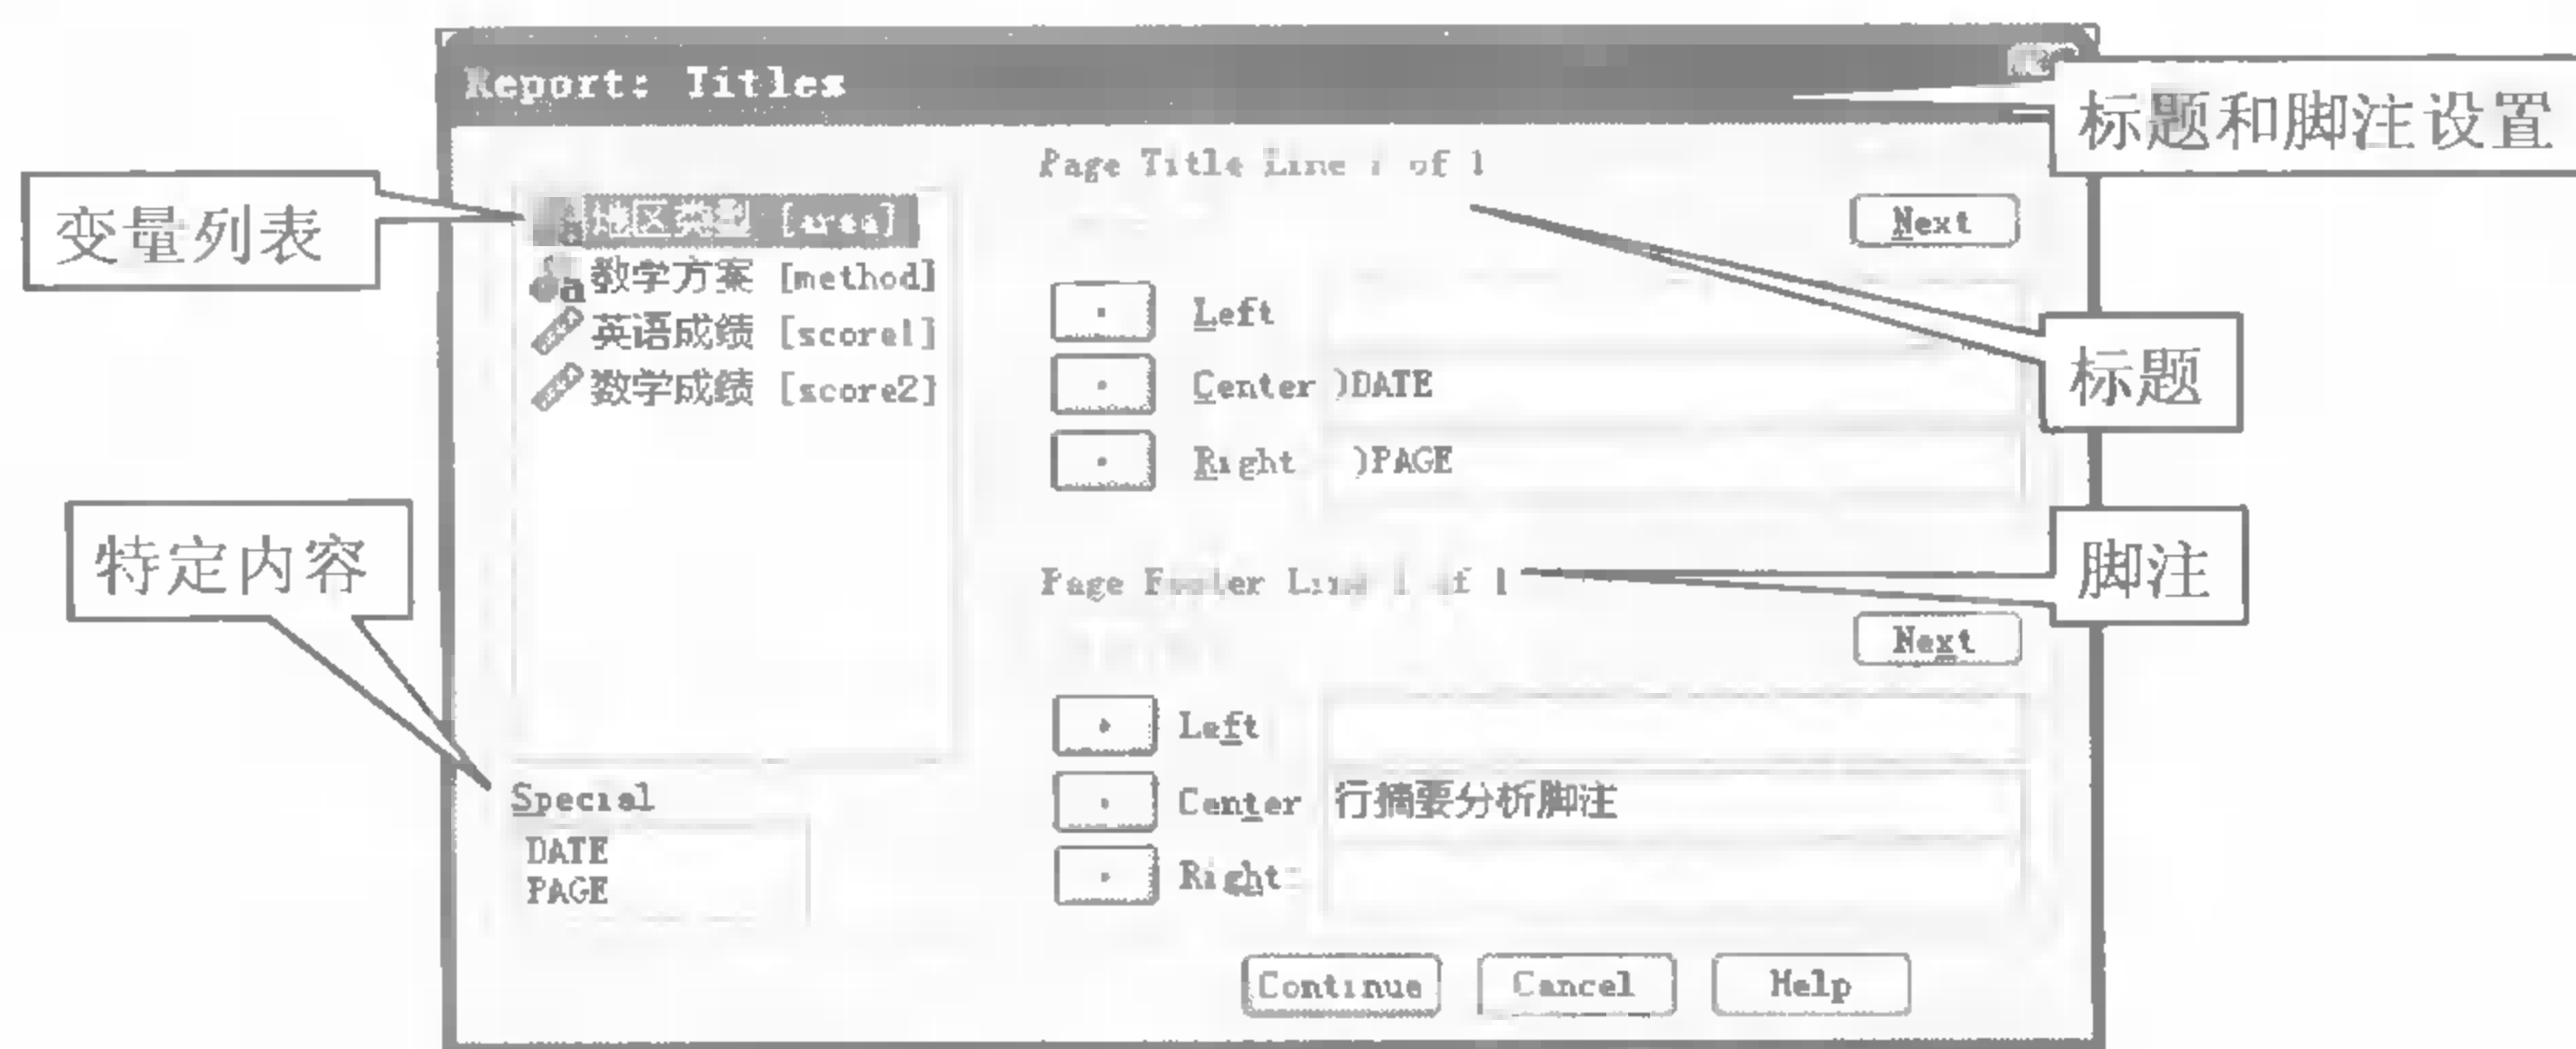 Report: Titles
标题和脚注设置
Page Title Line 1 of 1
变量列表
地区类型 [area]
Next
数学方案 [method]
Left
英语成绩 [score1]
标题
数学成绩 [score2]
Center )DATE
Right )PAGE
特定内容
脚注
Page Footer Line 1 of 1
Next
Left
Special
Center 行摘要分析脚注
DATE
Right
PAGE
Continue Cancel Help